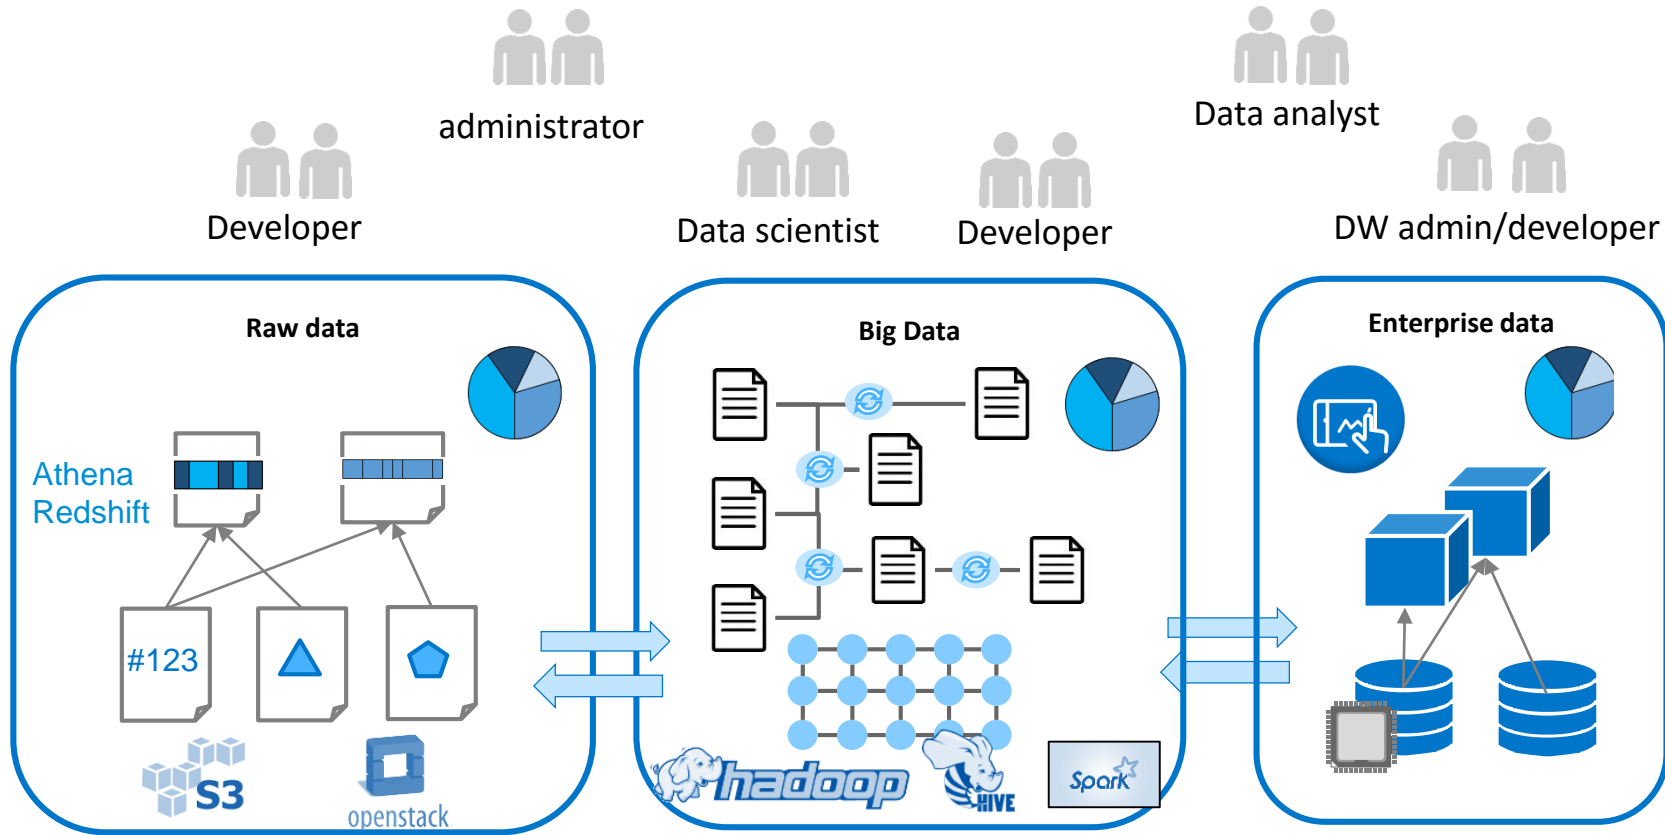 administrator
Data analyst
Developer
Data scientist
Developer
DW admin/developer
Raw data
Athena
Redshift
#123
S3
openstack
Big Data
hadoop
HIVE
Spark
Enterprise data